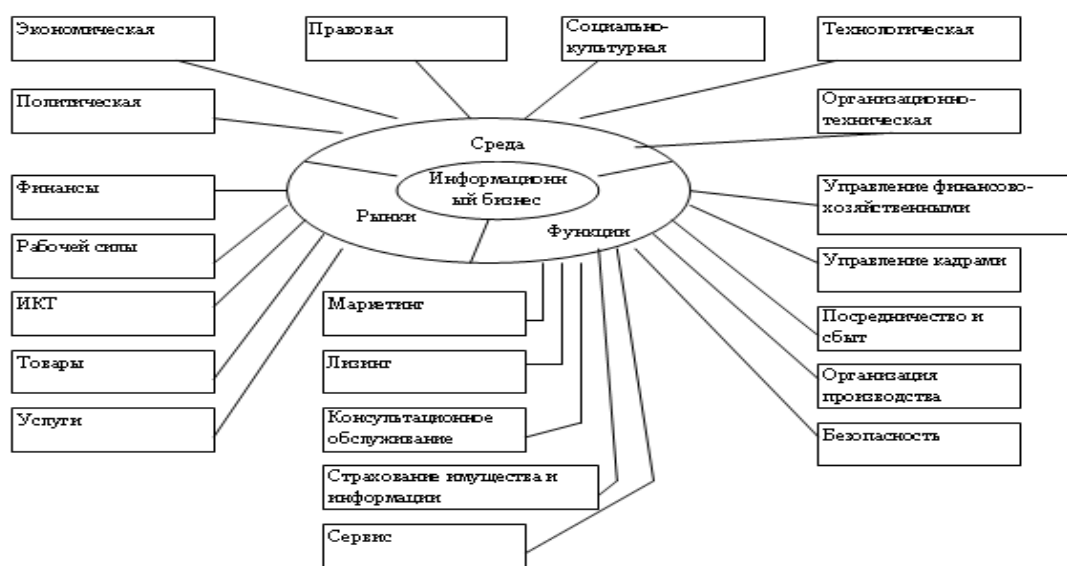 Экономическая
Правовая
Социально-
культурная
Технологическая
Политическая
Организационно-
техническая
Среда
Информационн
ый бизнес
Рынки
Функции
Финансы
Рабочей силы
ИКТ
Товары
Услуги
Маркетинг
Лизинг
Консультационное
обслуживание
Страхование имущества и
информации
Сервис
Управление финансово-
хозяйственными
Управление кадрами
Посредничество и
сбыт
Организация
производства
Безопасность